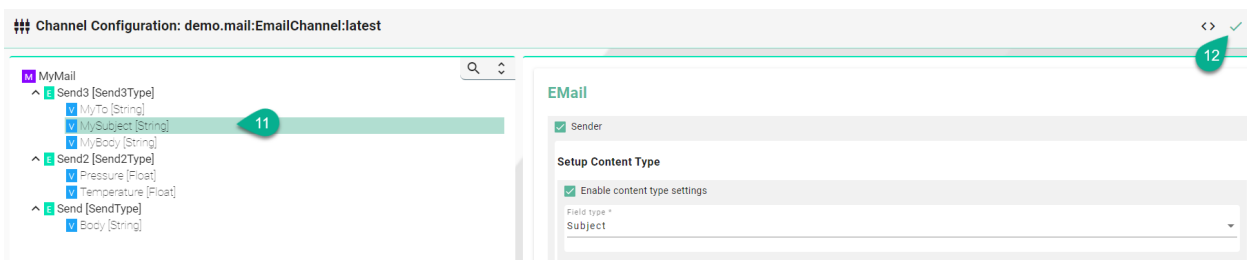 Channel Configuration: demo.mail:EmailChannel:latest
<>
12
M MyMail
E Send3 [Send3Type]
V MyTo [String]
V MySubject [String]
11
V MyBody [String]
E Send2 [Send2Type]
V Pressure [Float]
V Temperature [Float]
E Send [SendType]
V Body [String]
EMail
Sender
Setup Content Type
Enable content type settings
Field type *
Subject